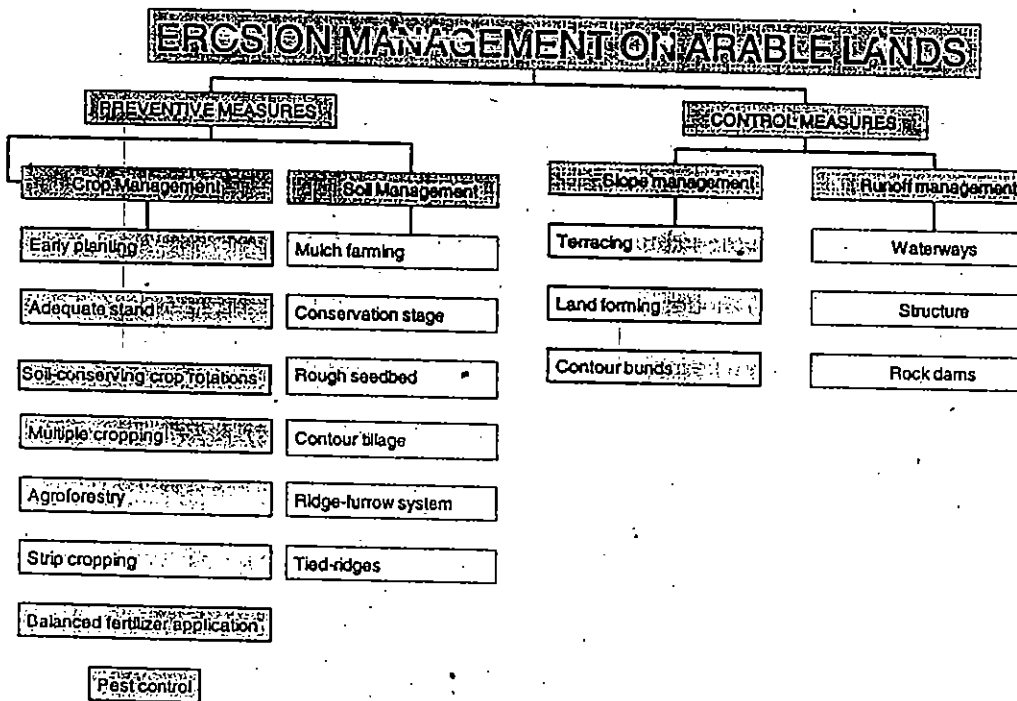 ERCSION MANAGEMENT ON ARABLE LANDS
PREVENTIVE MEASURES
CONTROL MEASURES
Crop Management
Soil Management
Slope management
Runoff management
Early planting
Adequate stand
Soil-conserving crop rotations
Multiple cropping
Agroforestry
Strip cropping
Balanced fertilizer application
Pest control
Mulch farming
Conservation stage
Rough seedbed
Contour tillage
Ridge-furrow system
Tied-ridges
Terracing
Land forming
Contour bunds
Waterways
Structure
Rock dams